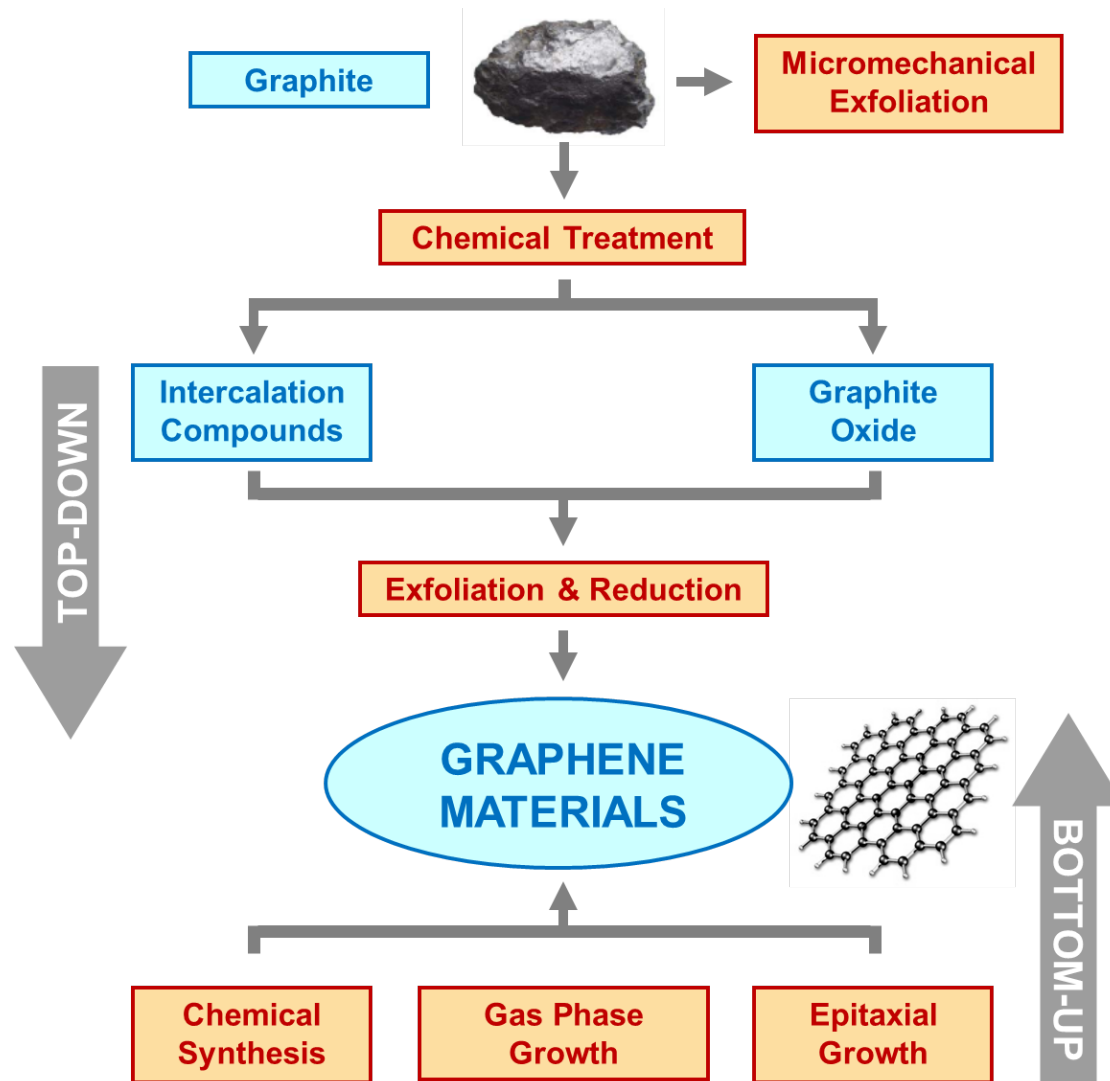 Graphite
Micromechanical
Exfoliation
Chemical Treatment
Intercalation
Compounds
Graphite
Oxide
TOP-DOWN
Exfoliation & Reduction
GRAPHENE
MATERIALS
BOTTOM-UP
Chemical
Synthesis
Gas Phase
Growth
Epitaxial
Growth